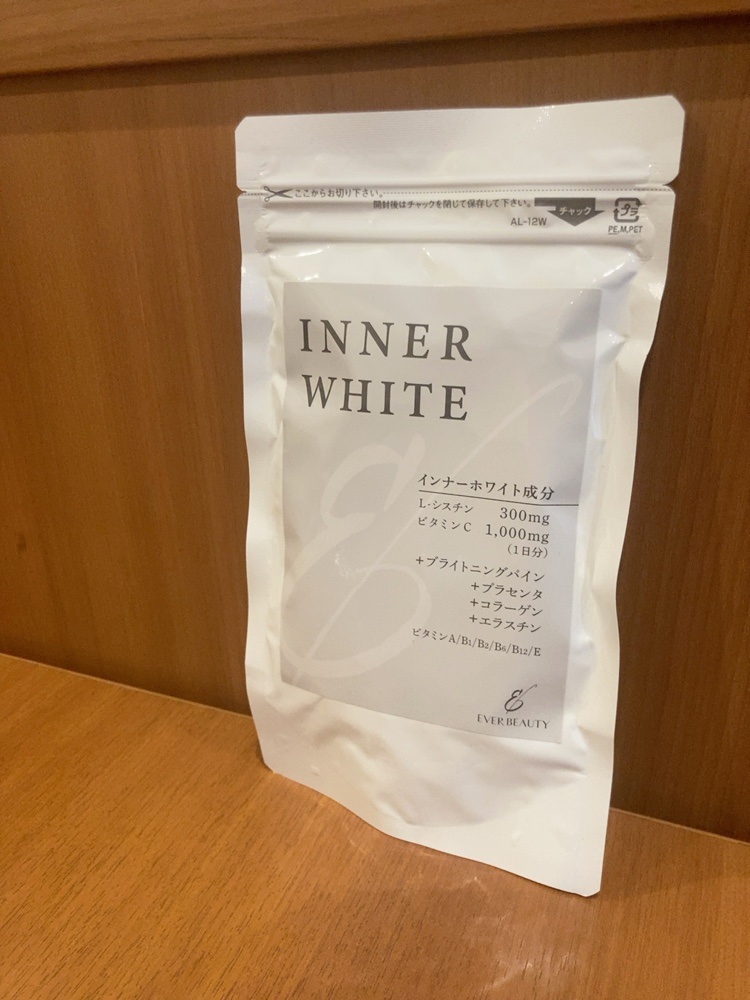 ここからお切り下さい。
開封後はチャックを閉じて保存して下さい。
チャック
AL-12W
プラ
PE,M,PET
INNER
WHITE
インナーホワイト成分
L-シスチン 300mg
ビタミンC 1,000mg
(1日分)
+ブライトニングパイン
+プラセンタ
+コラーゲン
+エラスチン
ビタミンA/B1/B2/B6/B12/E
EVER BEAUTY